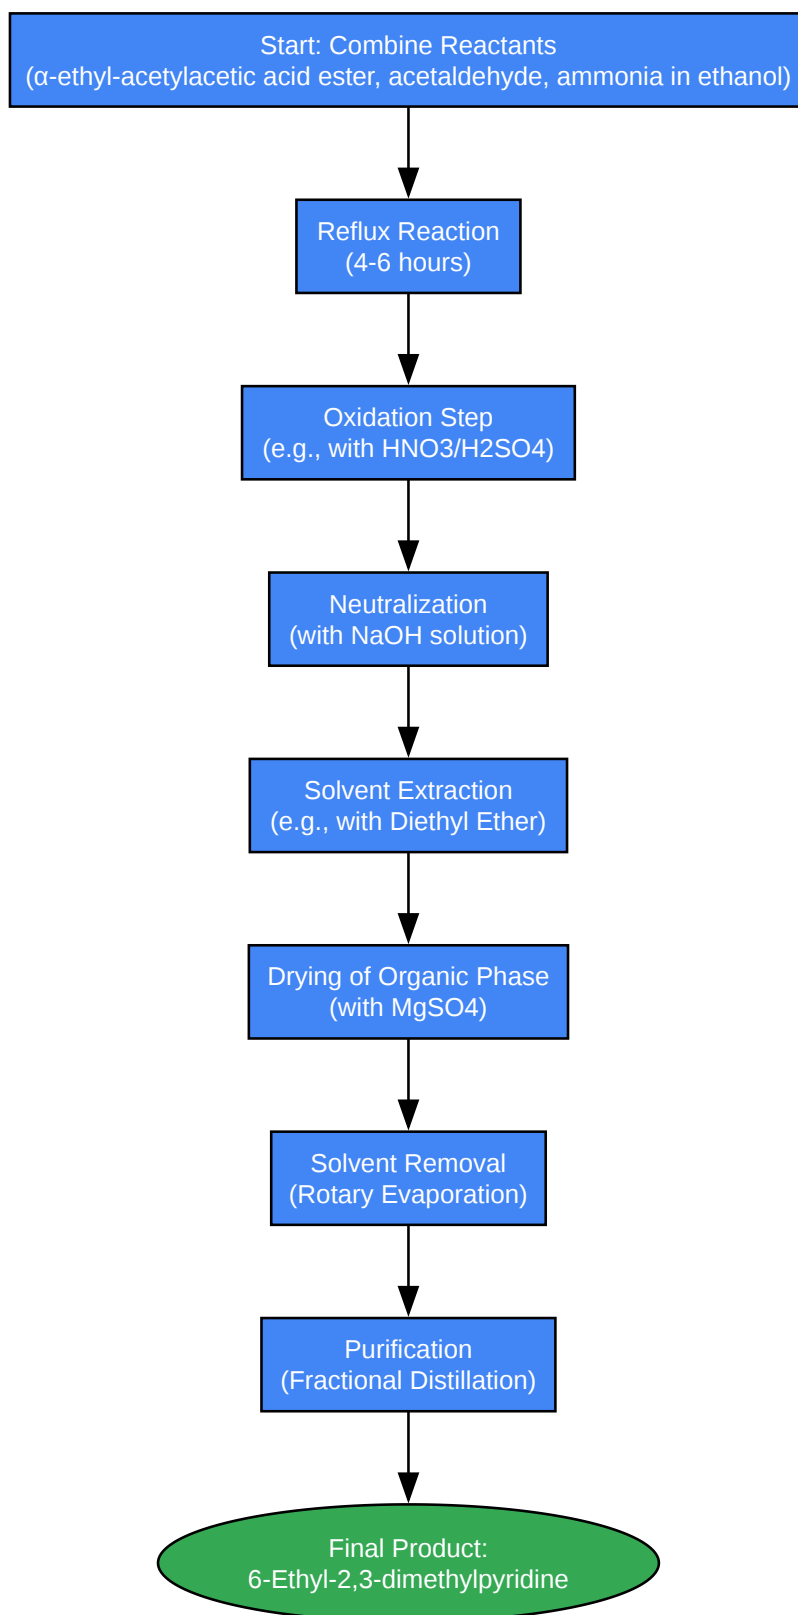 Start: Combine Reactants
(α-ethyl-acetylacetic acid ester, acetaldehyde, ammonia in ethanol)
Reflux Reaction
(4-6 hours)
Oxidation Step
(e.g., with HNO3/H2SO4)
Neutralization
(with NaOH solution)
Solvent Extraction
(e.g., with Diethyl Ether)
Drying of Organic Phase
(with MgSO4)
Solvent Removal
(Rotary Evaporation)
Purification
(Fractional Distillation)
Final Product:
6-Ethyl-2,3-dimethylpyridine